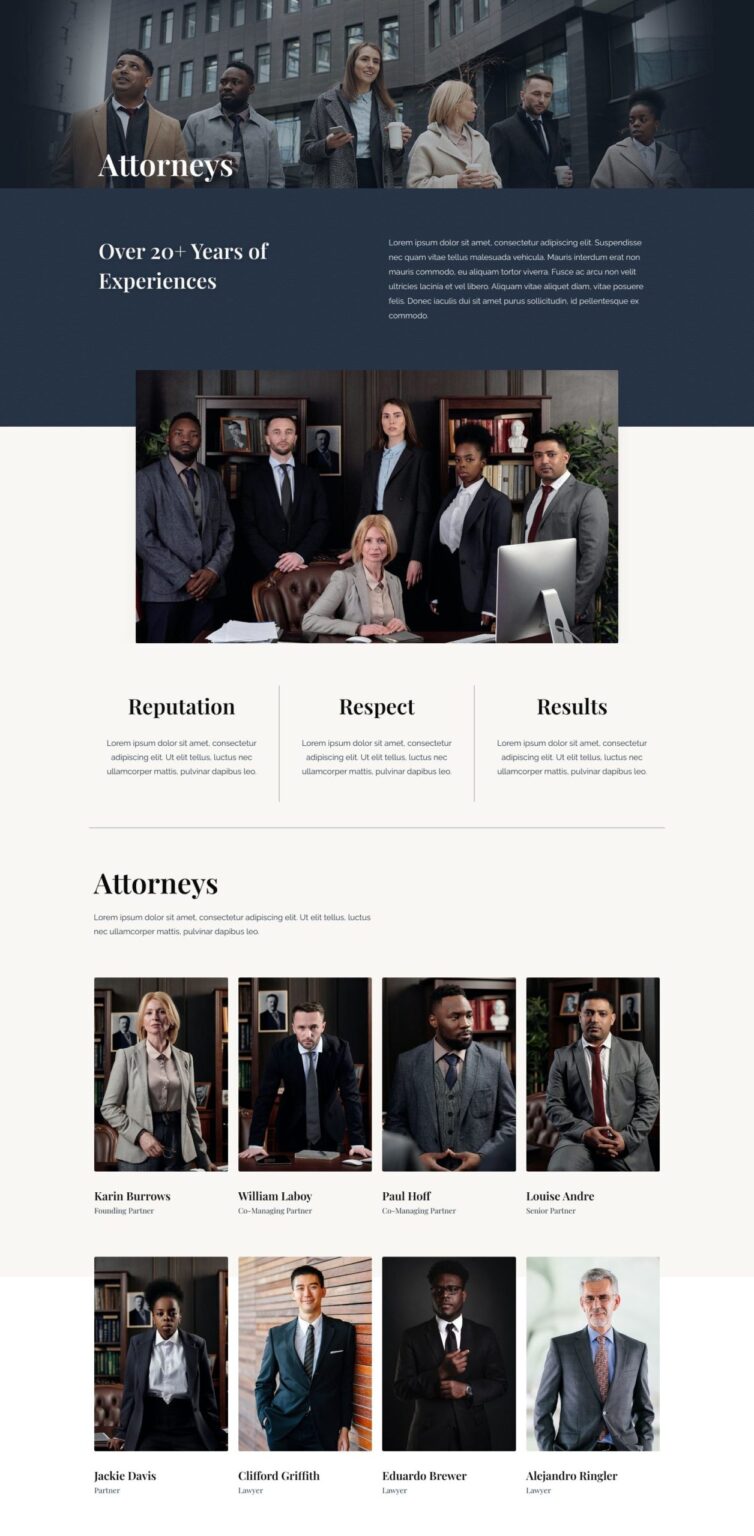 Attorneys
Over 20+ Years of
Experiences
Lorem ipsum dolor sit amet, consectetur adipiscing elit. Suspendisse
nec quam vitae tellus malesuada vehicula. Mauris interdum erat non
mauris commodo, eu aliquam tortor viverra. Fusce ac arcu non velit
ultricies lacinia et vel libero. Aliquam vitae aliquet diam, vitae posuere
felis. Donec iaculis dui sit amet purus sollicitudin, id pellentesque ex
commodo.
Reputation
Lorem ipsum dolor sit amet, consectetur
adipiscing elit. Ut elit tellus, luctus nec
ullamcorper mattis, pulvinar dapibus leo.
Respect
Lorem ipsum dolor sit amet, consectetur
adipiscing elit. Ut elit tellus, luctus nec
ullamcorper mattis, pulvinar dapibus leo.
Results
Lorem ipsum dolor sit amet, consectetur
adipiscing elit. Ut elit tellus, luctus nec
ullamcorper mattis, pulvinar dapibus leo.
Attorneys
Lorem ipsum dolor sit amet, consectetur adipiscing elit. Ut elit tellus, luctus
nec ullamcorper mattis, pulvinar dapibus leo.
Karin Burrows
Founding Partner
William Laboy
Co-Managing Partner
Paul Hoff
Co-Managing Partner
Louise Andre
Senior Partner
Jackie Davis
Partner
Clifford Griffith
Lawyer
Eduardo Brewer
Lawyer
Alejandro Ringler
Lawyer